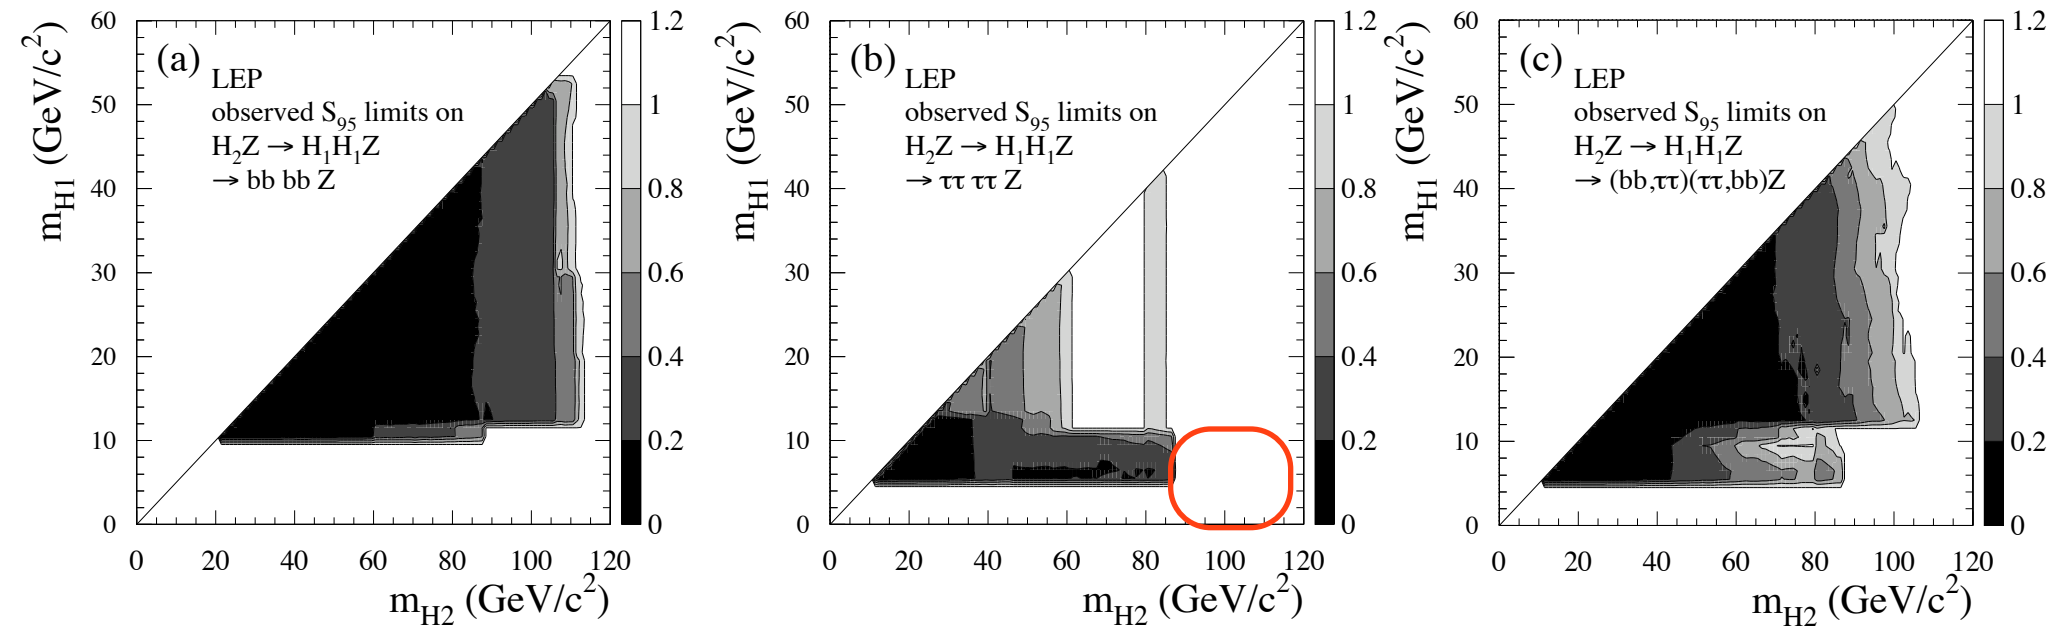 (a)
LEP
observed S95 limits on
H2Z → H1H1Z
→ bb bb Z
mH1 (GeV/c2)
60
50
40
30
20
10
0
0 20 40 60 80 100 120
mH2 (GeV/c2)
1.2
1
0.8
0.6
0.4
0.2
0
(b)
LEP
observed S95 limits on
H2Z → H1H1Z
→ ττ ττ Z
mH1 (GeV/c2)
60
50
40
30
20
10
0
0 20 40 60 80 100 120
mH2 (GeV/c2)
1.2
1
0.8
0.6
0.4
0.2
0
(c)
LEP
observed S95 limits on
H2Z → H1H1Z
→ (bb,ττ)(ττ,bb)Z
mH1 (GeV/c2)
60
50
40
30
20
10
0
0 20 40 60 80 100 120
mH2 (GeV/c2)
1.2
1
0.8
0.6
0.4
0.2
0